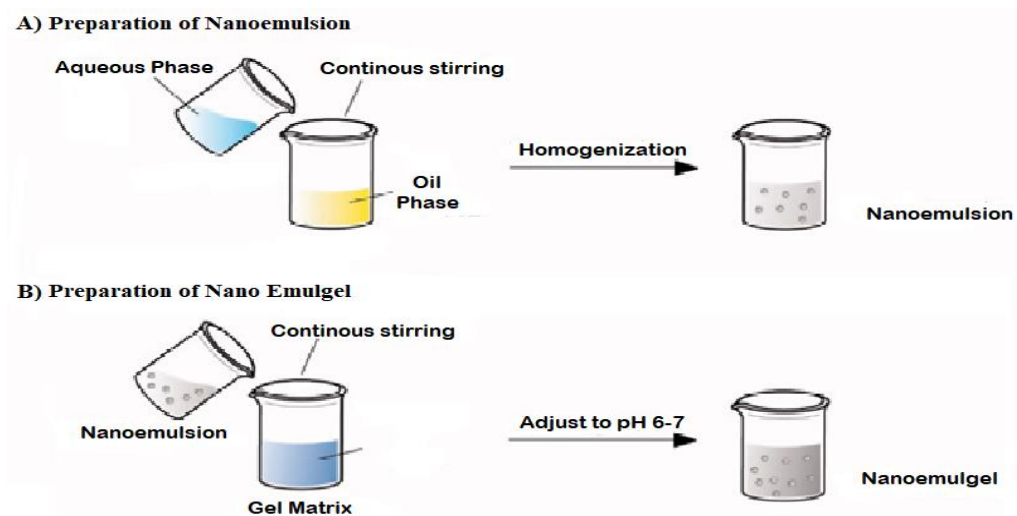 A) Preparation of Nanoemulsion
Aqueous Phase
Continous stirring
Oil
Phase
Homogenization
Nanoemulsion
B) Preparation of Nano Emulgel
Continous stirring
Nanoemulsion
Gel Matrix
Adjust to pH 6-7
Nanoemulgel